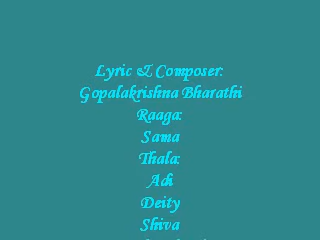 Lyric & Composer:
Gopalakrishna Bharathi
Raaga:
Sama
Thala:
Adi
Deity
Shiva